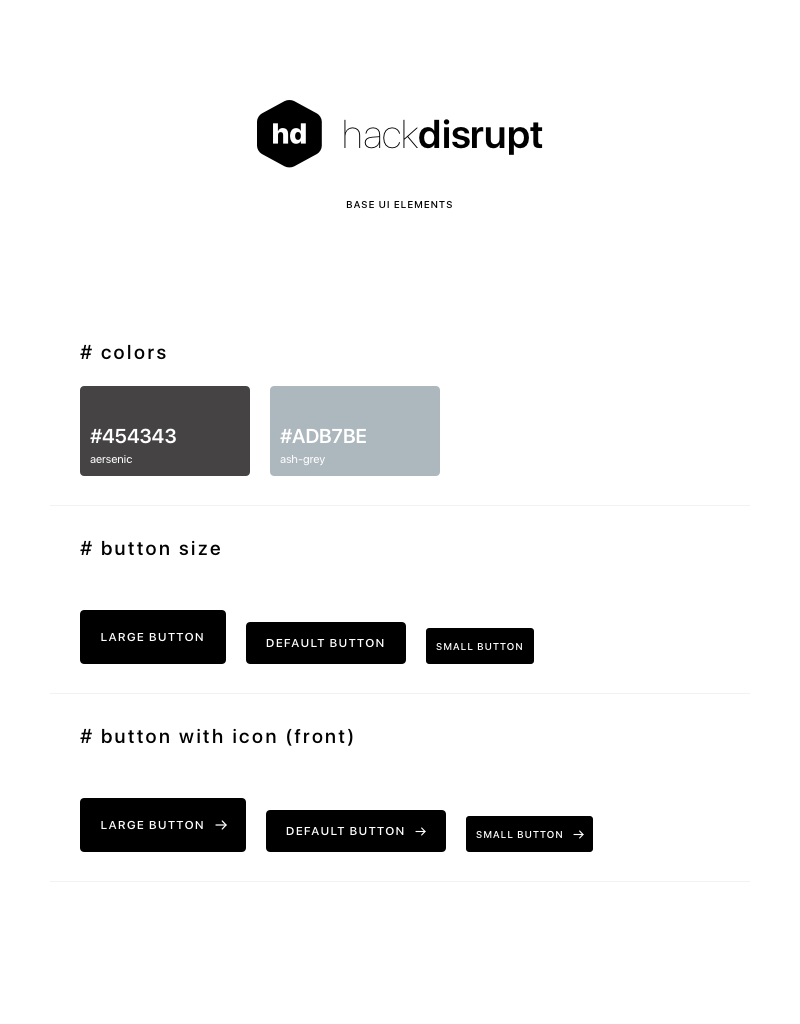 hd hackdisrupt
BASE UI ELEMENTS
# colors
#454343 #ADB7BE
aersenic ash-grey
# button size
LARGE BUTTON DEFAULT BUTTON SMALL BUTTON
# button with icon (front)
LARGE BUTTON → DEFAULT BUTTON → SMALL BUTTON →